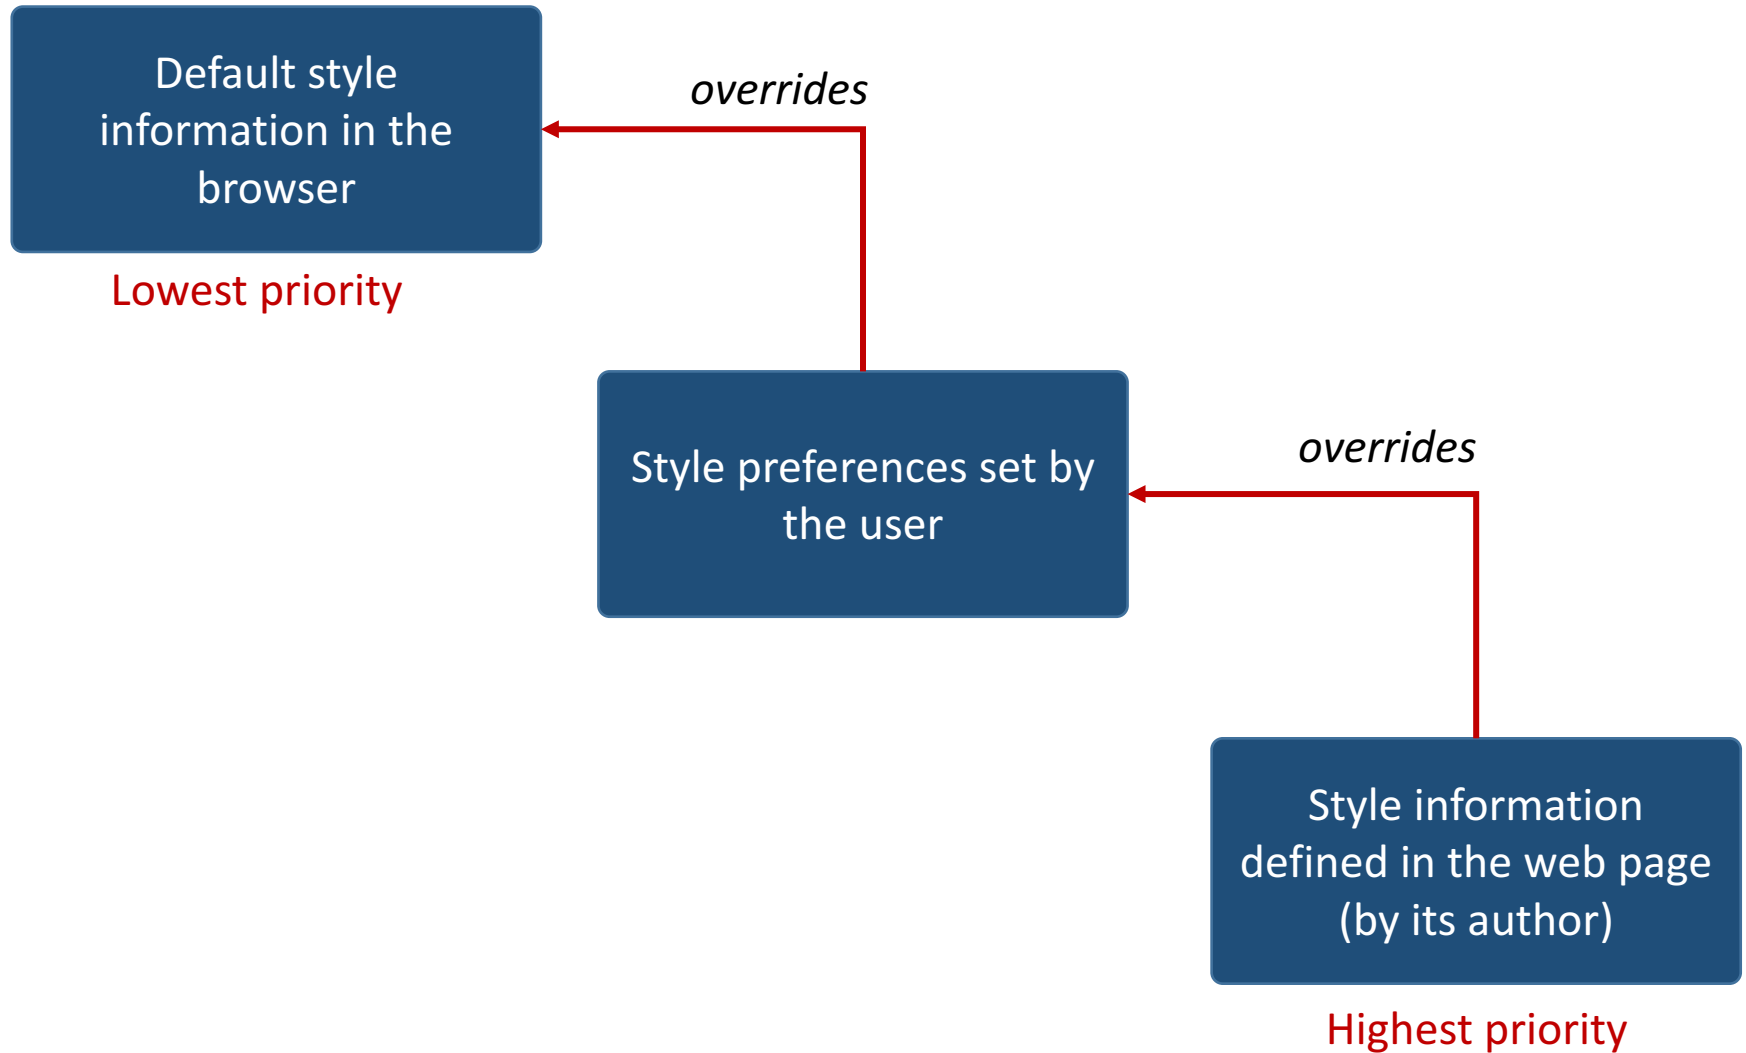 Default style
information in the
browser
overrides
Lowest priority
Style preferences set by
the user
overrides
Style information
defined in the web page
(by its author)
Highest priority